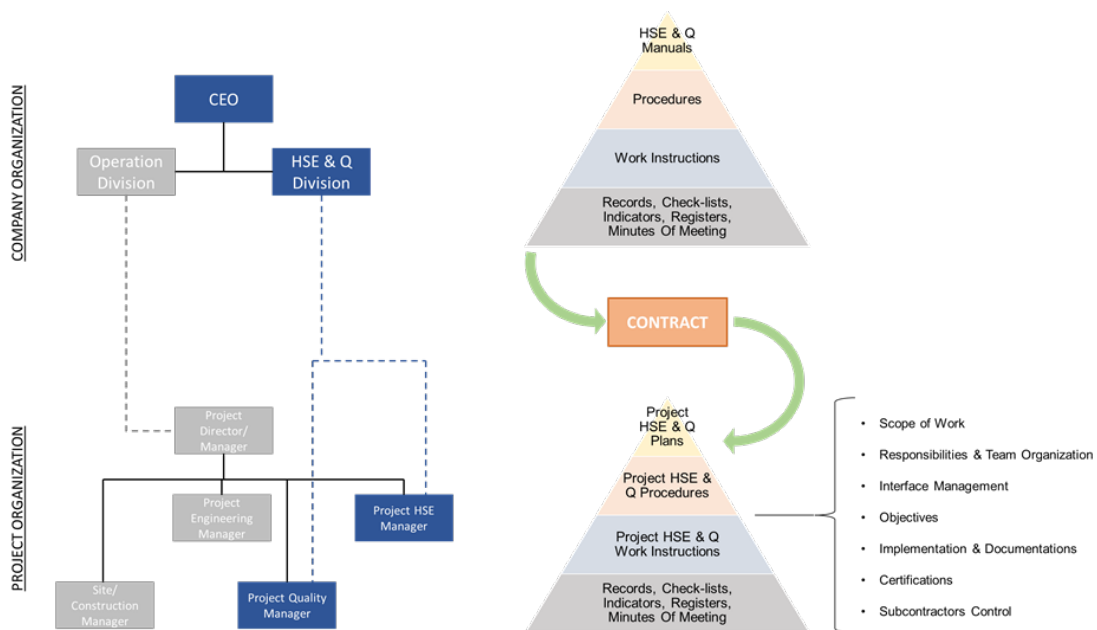 COMPANY ORGANIZATION
CEO
Operation
Division
HSE & Q
Division
PROJECT ORGANIZATION
Project
Director/
Manager
Project
Engineering
Manager
Project HSE
Manager
Site/
Construction
Manager
Project Quality
Manager
HSE & Q
Manuals
Procedures
Work Instructions
Records, Check-lists,
Indicators, Registers,
Minutes Of Meeting
CONTRACT
Project
HSE & Q
Plans
Project HSE &
Q Procedures
Project HSE & Q
Work Instructions
Records, Check-lists,
Indicators, Registers,
Minutes Of Meeting
• Scope of Work
• Responsibilities & Team Organization
• Interface Management
• Objectives
• Implementation & Documentations
• Certifications
• Subcontractors Control